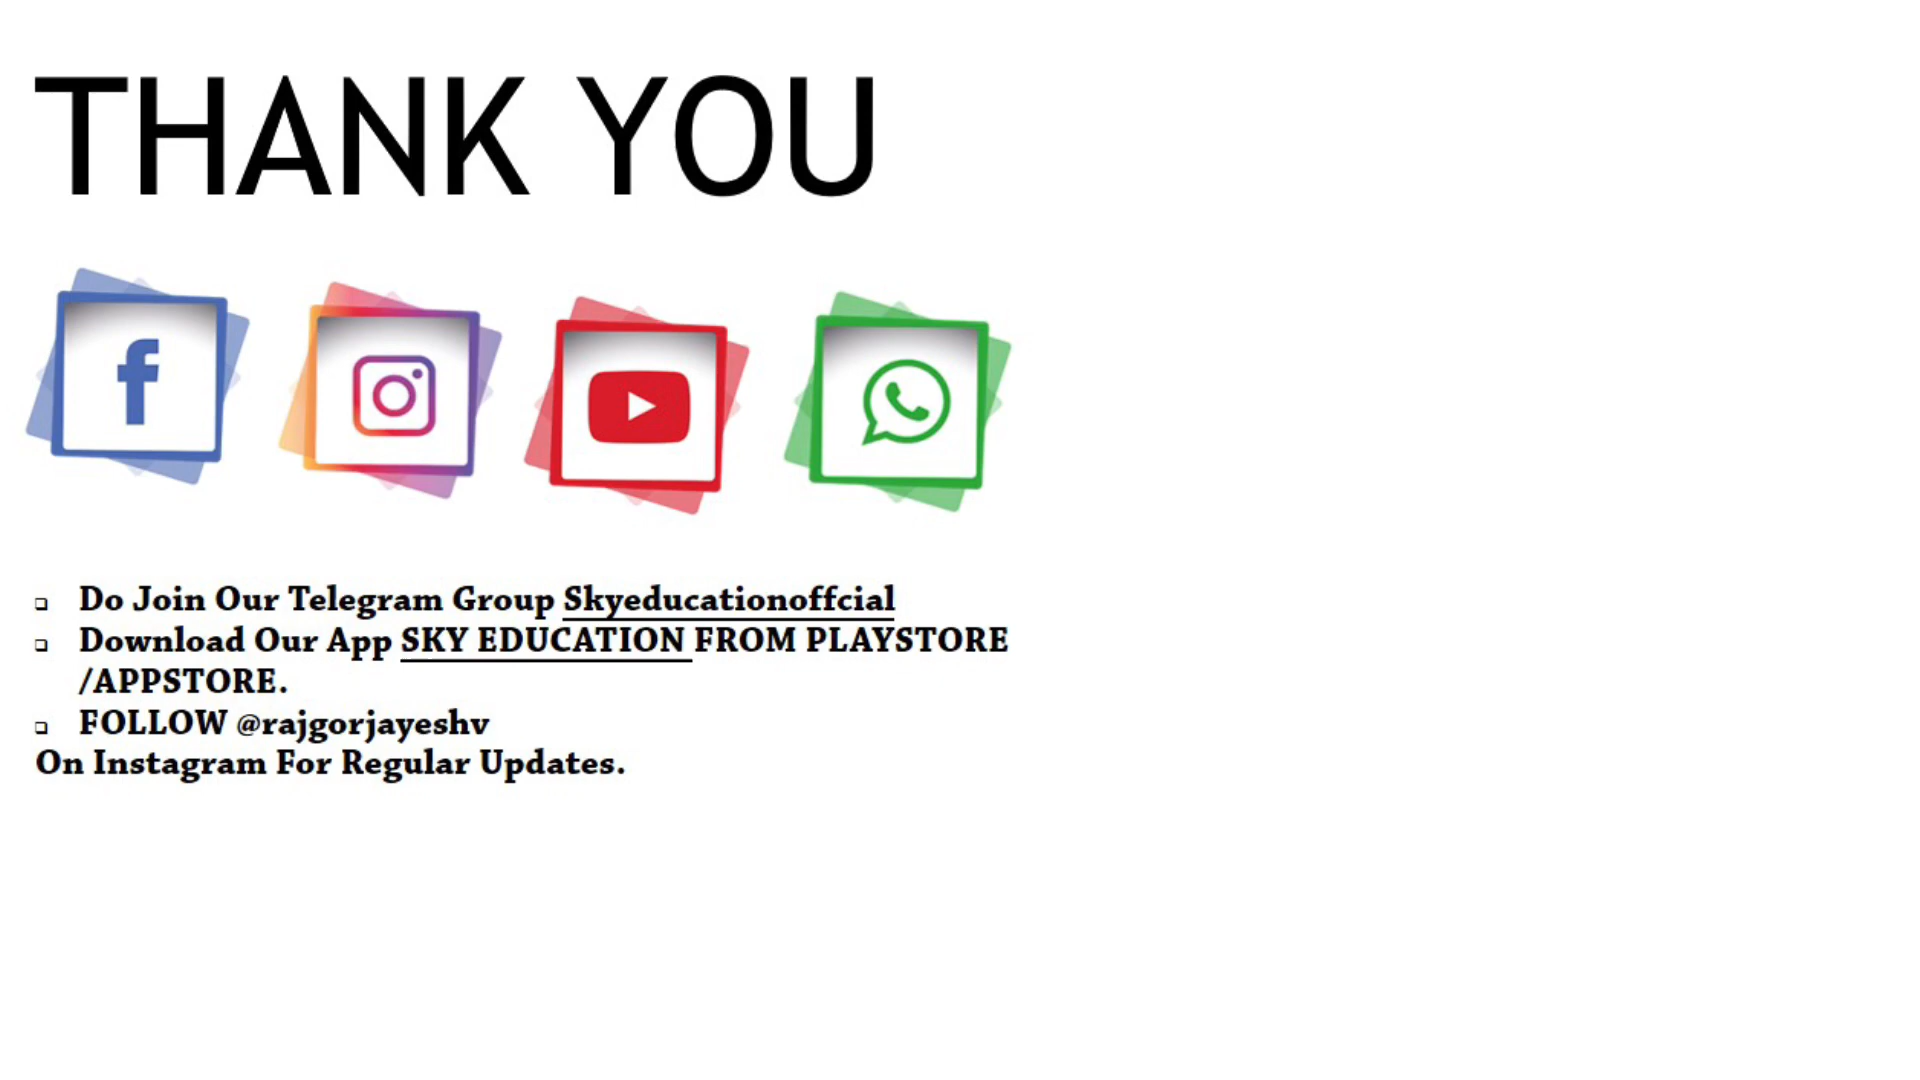 THANK YOU
Do Join Our Telegram Group Skyeducationoffcial
Download Our App SKY EDUCATION FROM PLAYSTORE
/APPSTORE.
FOLLOW @rajgorjayeshv
On Instagram For Regular Updates.